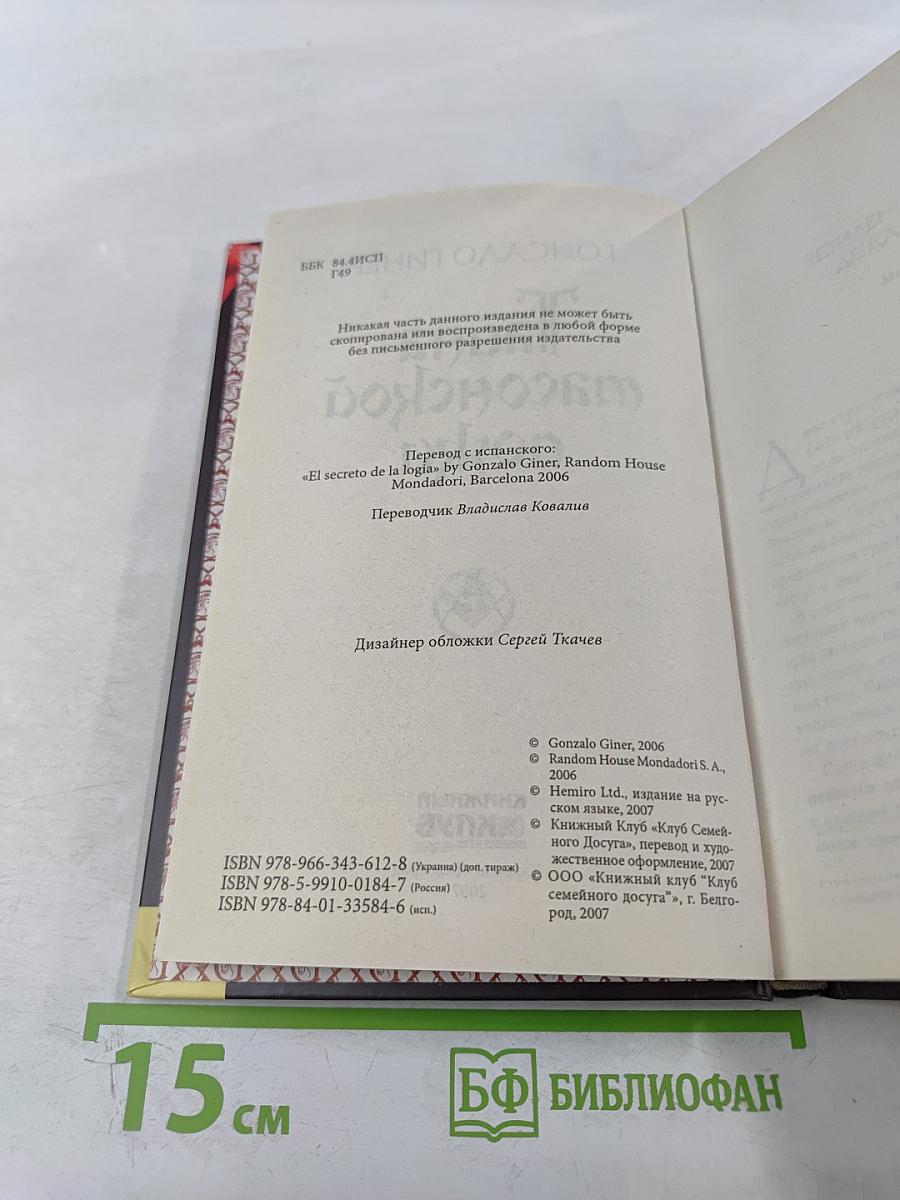 ББК 84.4ИСП
Г49
Никакая часть данного издания не может быть
скопирована или воспроизведена в любой форме
без письменного разрешения издательства
Перевод с испанского:
«El secreto de la logia» by Gonzalo Giner, Random House
Mondadori, Barcelona 2006
Переводчик Владислав Ковалив
Дизайнер обложки Сергей Ткачев
© Gonzalo Giner, 2006
© Random House Mondadori S. A.,
2006
© Hemiro Ltd., издание на рус-
ском языке, 2007
© Книжный Клуб «Клуб Семей-
ного Досуга», перевод и худо-
жественное оформление, 2007
© ООО «Книжный клуб "Клуб
семейного досуга"», г. Белго-
род, 2007
ISBN 978-966-343-612-8 (Украина) (доп. тираж)
ISBN 978-5-9910-0184-7 (Россия)
ISBN 978-84-01-33584-6 (исп.)
15 см
БФ БИБЛИОФАН